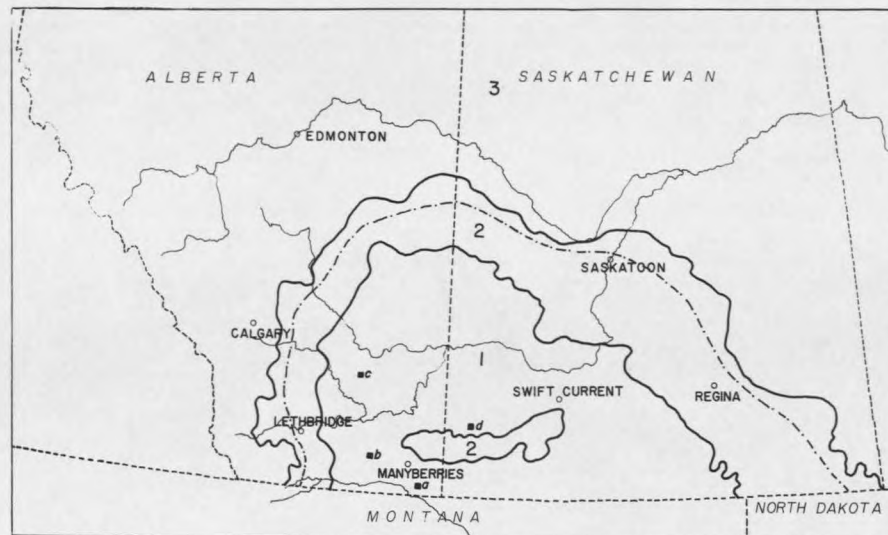 ALBERTA
SASKATCHEWAN
3
EDMONTON
2
SASKATOON
CALGARY
1
c
SWIFT CURRENT
REGINA
LETHBRIDGE
d
b
2
MANYBERRIES
a
MONTANA
NORTH DAKOTA